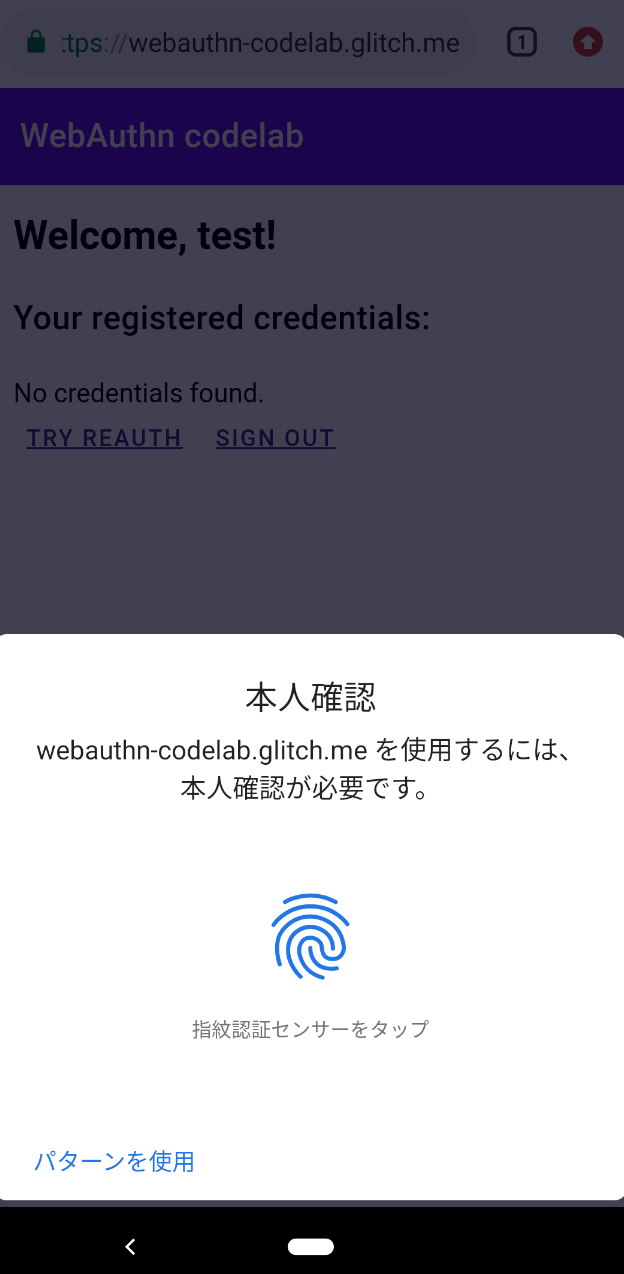 ttps://webauthn-codelab.glitch.me
1
WebAuthn codelab
Welcome, test!
Your registered credentials:
No credentials found.
TRY REAUTH SIGN OUT
本人確認
webauthn-codelab.glitch.me を使用するには、
本人確認が必要です。
指紋認証センサーをタップ
パターンを使用